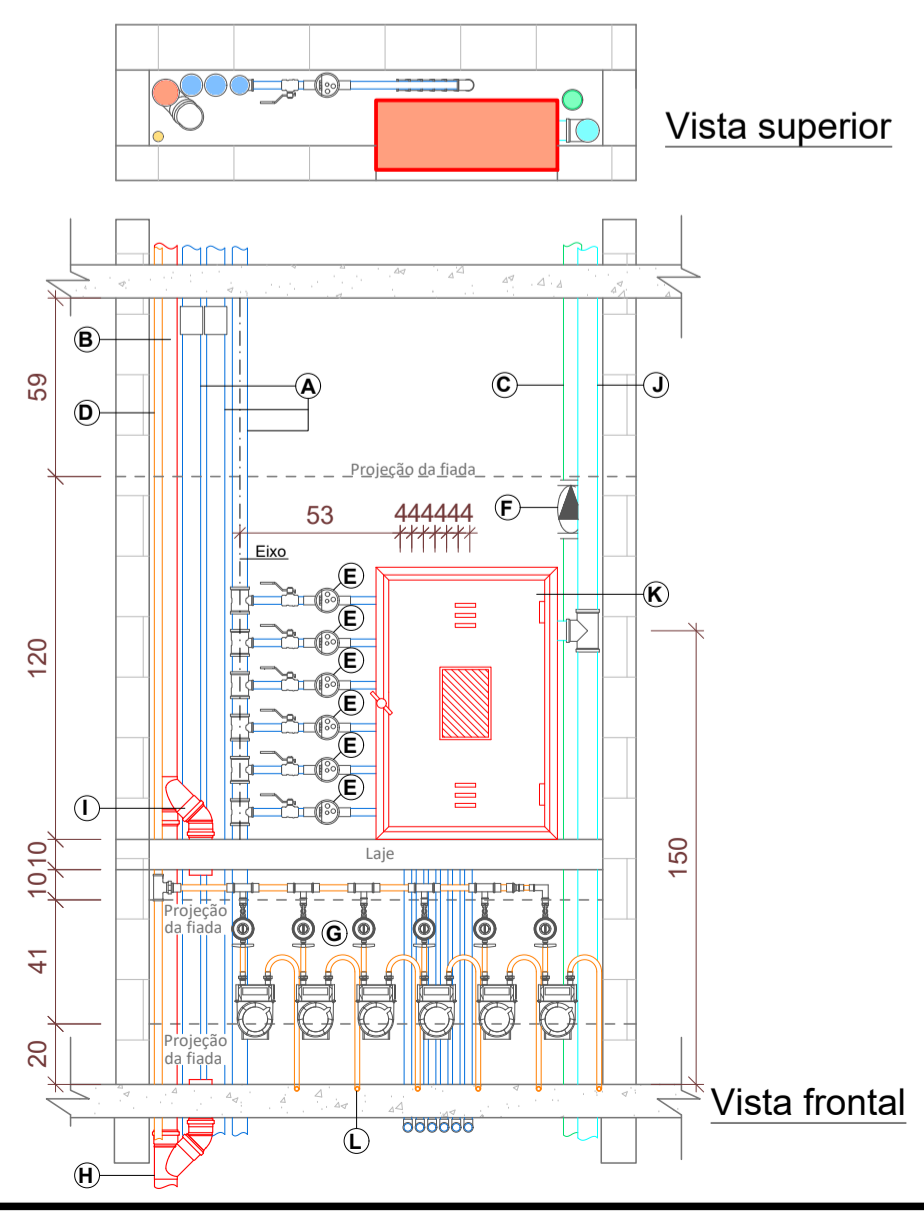 Vista superior
B
A
C
J
59
D
Projeção da fiada
F
53
444444
Eixo
E
K
E
120
E
E
E
E
I
150
10
Laje
10
Projeção
da fiada
G
41
Projeção
da fiada
20
Vista frontal
L
H